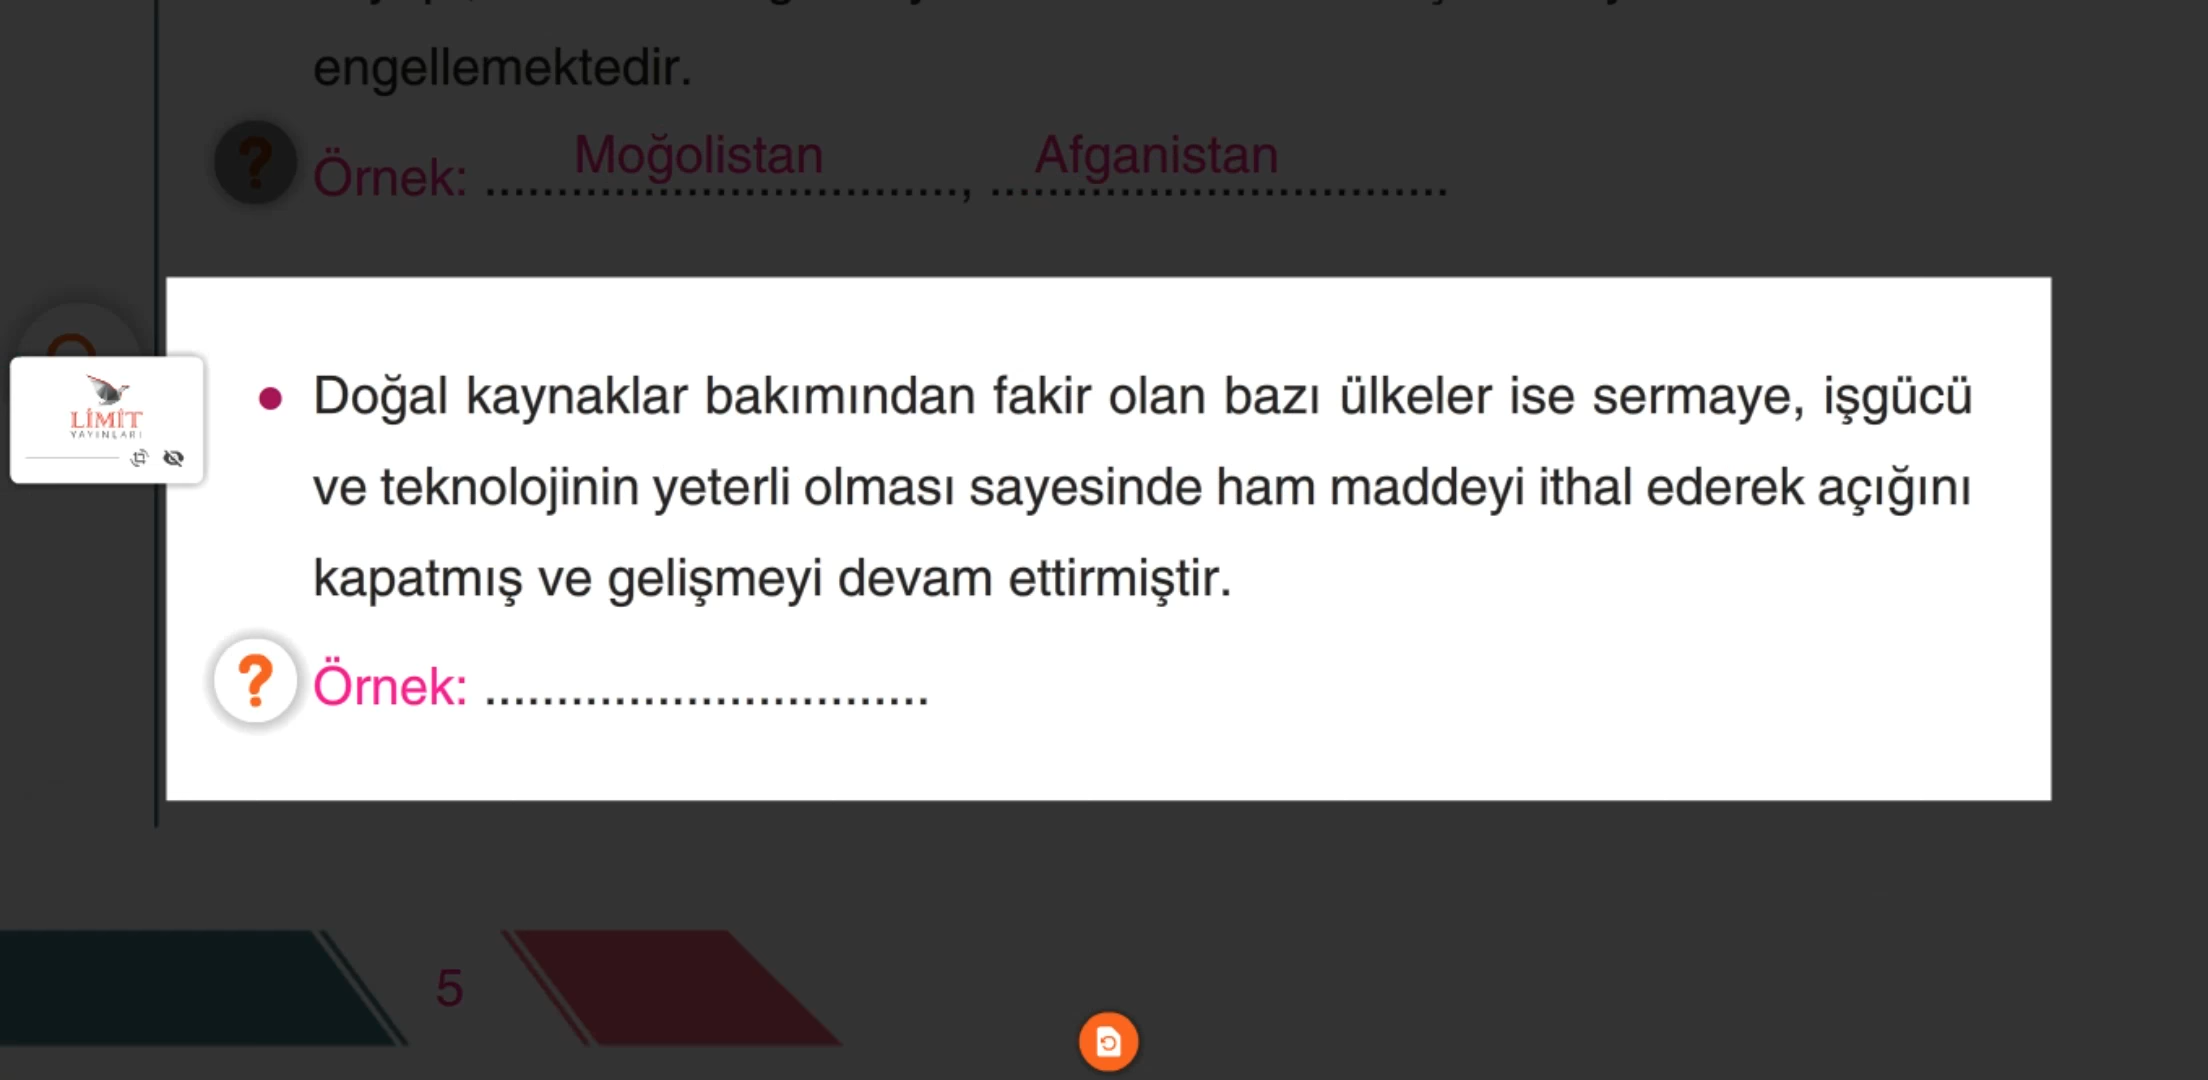 engellemektedir.
Örnek: Moğolistan, Afganistan
LİMİT
YAYINLARI
• Doğal kaynaklar bakımından fakir olan bazı ülkeler ise sermaye, işgücü
ve teknolojinin yeterli olması sayesinde ham maddeyi ithal ederek açığını
kapatmış ve gelişmeyi devam ettirmiştir.
? Örnek: ...............................
5